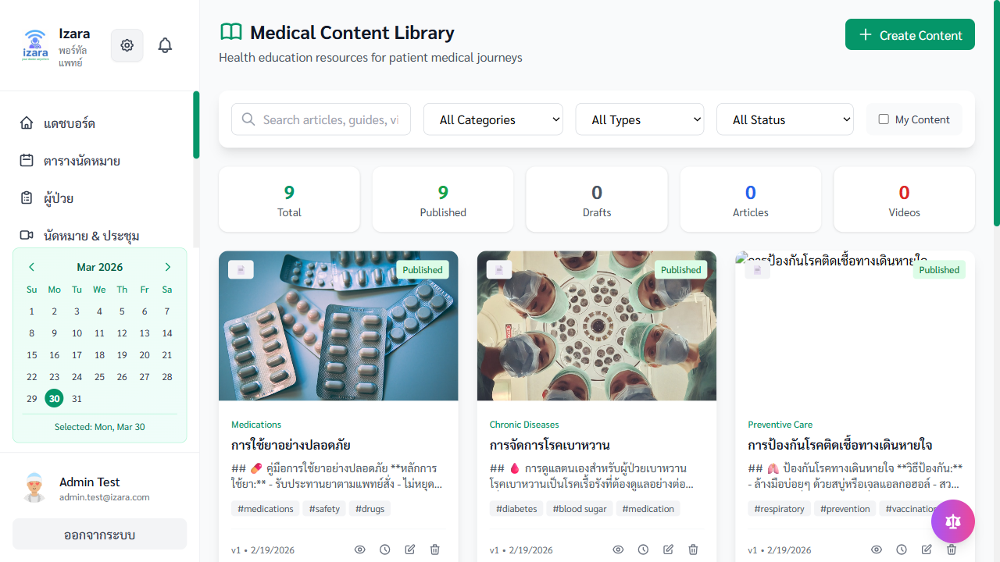 Izara
พอร์ทัล
แพทย์
izara
แดชบอร์ด
ตารางนัดหมาย
ผู้ป่วย
นัดหมาย & ประชุม
Mar 2026
Su Mo Tu We Th Fr Sa
1 2 3 4 5 6 7
8 9 10 11 12 13 14
15 16 17 18 19 20 21
22 23 24 25 26 27 28
29 30 31
Selected: Mon, Mar 30
Admin Test
admin.test@izara.com
ออกจากระบบ
Medical Content Library
Health education resources for patient medical journeys
Create Content
Search articles, guides, vi
All Categories
All Types
All Status
My Content
9
Total
9
Published
0
Drafts
0
Articles
0
Videos
Published
Medications
การใช้ยาอย่างปลอดภัย
## 💊 คู่มือการใช้ยาอย่างปลอดภัย **หลักการ
ใช้ยา:** - รับประทานยาตามแพทย์สั่ง - ไม่หยุด...
#medications #safety #drugs
v1 • 2/19/2026
Published
Chronic Diseases
การจัดการโรคเบาหวาน
## 🩸 การดูแลตนเองสำหรับผู้ป่วยเบาหวาน
โรคเบาหวานเป็นโรคเรื้อรังที่ต้องดูแลอย่างต่อ...
#diabetes #blood sugar #medication
v1 • 2/19/2026
การป้องกันโรคติดเชื้อทางเดินหายใจ
Published
Preventive Care
การป้องกันโรคติดเชื้อทางเดินหายใจ
## 🫁 ป้องกันโรคทางเดินหายใจ **วิธีป้องกัน:**
- ล้างมือบ่อยๆ ด้วยสบู่หรือเจลแอลกอฮอล์ - สว...
#respiratory #prevention #vaccination
v1 • 2/19/2026